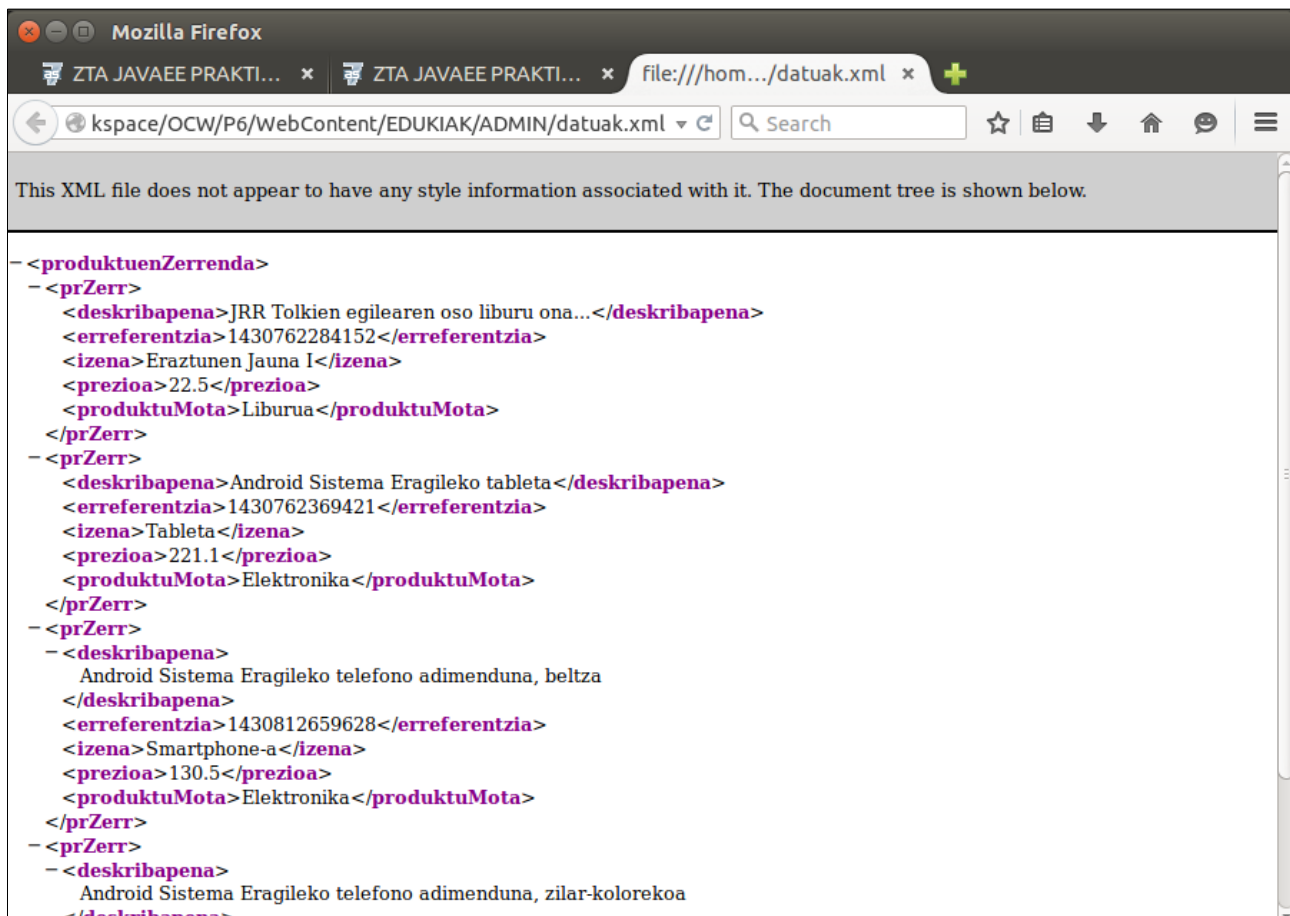 Mozilla Firefox
ZTA JAVAEE PRAKTI... × ZTA JAVAEE PRAKTI... × file:///hom.../datuak.xml ×
kspace/OCW/P6/WebContent/EDUKIAK/ADMIN/datuak.xml Search
This XML file does not appear to have any style information associated with it. The document tree is shown below.
−<produktuenZerrenda>
−<prZerr>
<deskribapena>JRR Tolkien egilearen oso liburu ona...</deskribapena>
<erreferentzia>1430762284152</erreferentzia>
<izena>Eraztunen Jauna I</izena>
<prezioa>22.5</prezioa>
<produktuMota>Liburua</produktuMota>
</prZerr>
−<prZerr>
<deskribapena>Android Sistema Eragileko tableta</deskribapena>
<erreferentzia>1430762369421</erreferentzia>
<izena>Tableta</izena>
<prezioa>221.1</prezioa>
<produktuMota>Elektronika</produktuMota>
</prZerr>
−<prZerr>
−<deskribapena>
Android Sistema Eragileko telefono adimenduna, beltza
</deskribapena>
<erreferentzia>1430812659628</erreferentzia>
<izena>Smartphone-a</izena>
<prezioa>130.5</prezioa>
<produktuMota>Elektronika</produktuMota>
</prZerr>
−<prZerr>
−<deskribapena>
Android Sistema Eragileko telefono adimenduna, zilar-kolorekoa
</deskribapena>